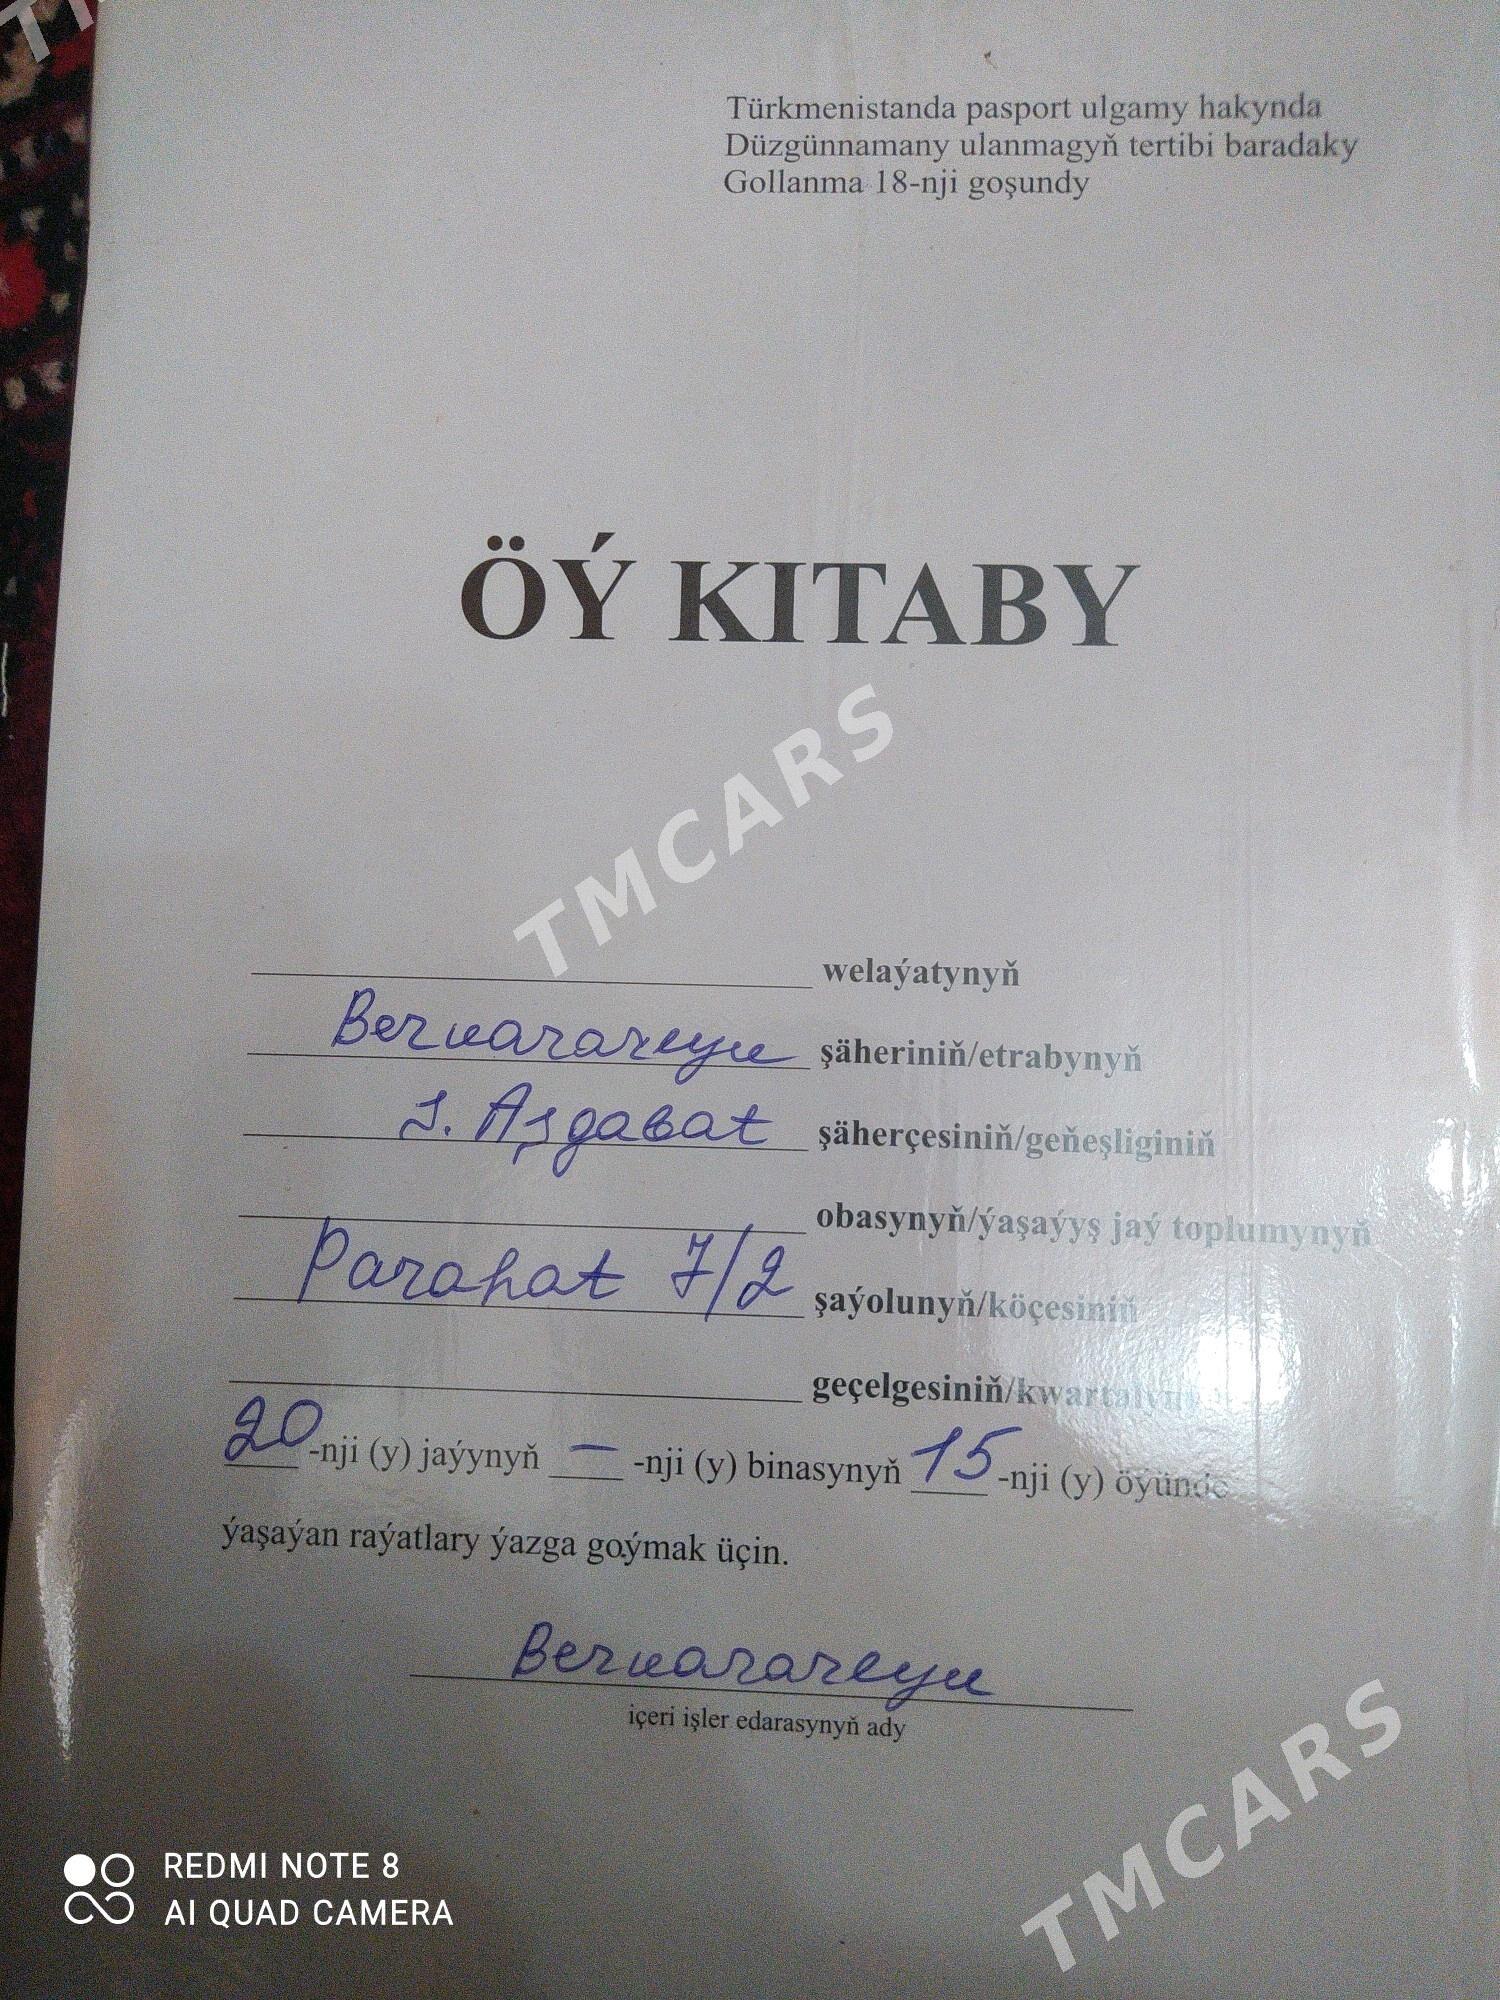 Türkmenistanda pasport ulgamy hakynda
Düzgünnamany ulanmagyň tertibi baradaky
Gollanma 18-nji goşundy
ÖÝ KITABY
TMCARS
welaýatynyň
şäheriniň/etrabynyň
ş. Aşgabat şäherçesiniň/geňeşliginiň
obasynyň/ýaşaýyş jaý toplumynyň
Parahat 7/2 şaýolunyň/köçesiniň
geçelgesiniň/kwartalynyň
20 -nji (y) jaýynyň — -nji (y) binasynyň 15 -nji (y) öýünde
ýaşaýan raýatlary ýazga goýmak üçin.
içeri işler edarasynyň ady
TMCARS
REDMI NOTE 8
AI QUAD CAMERA